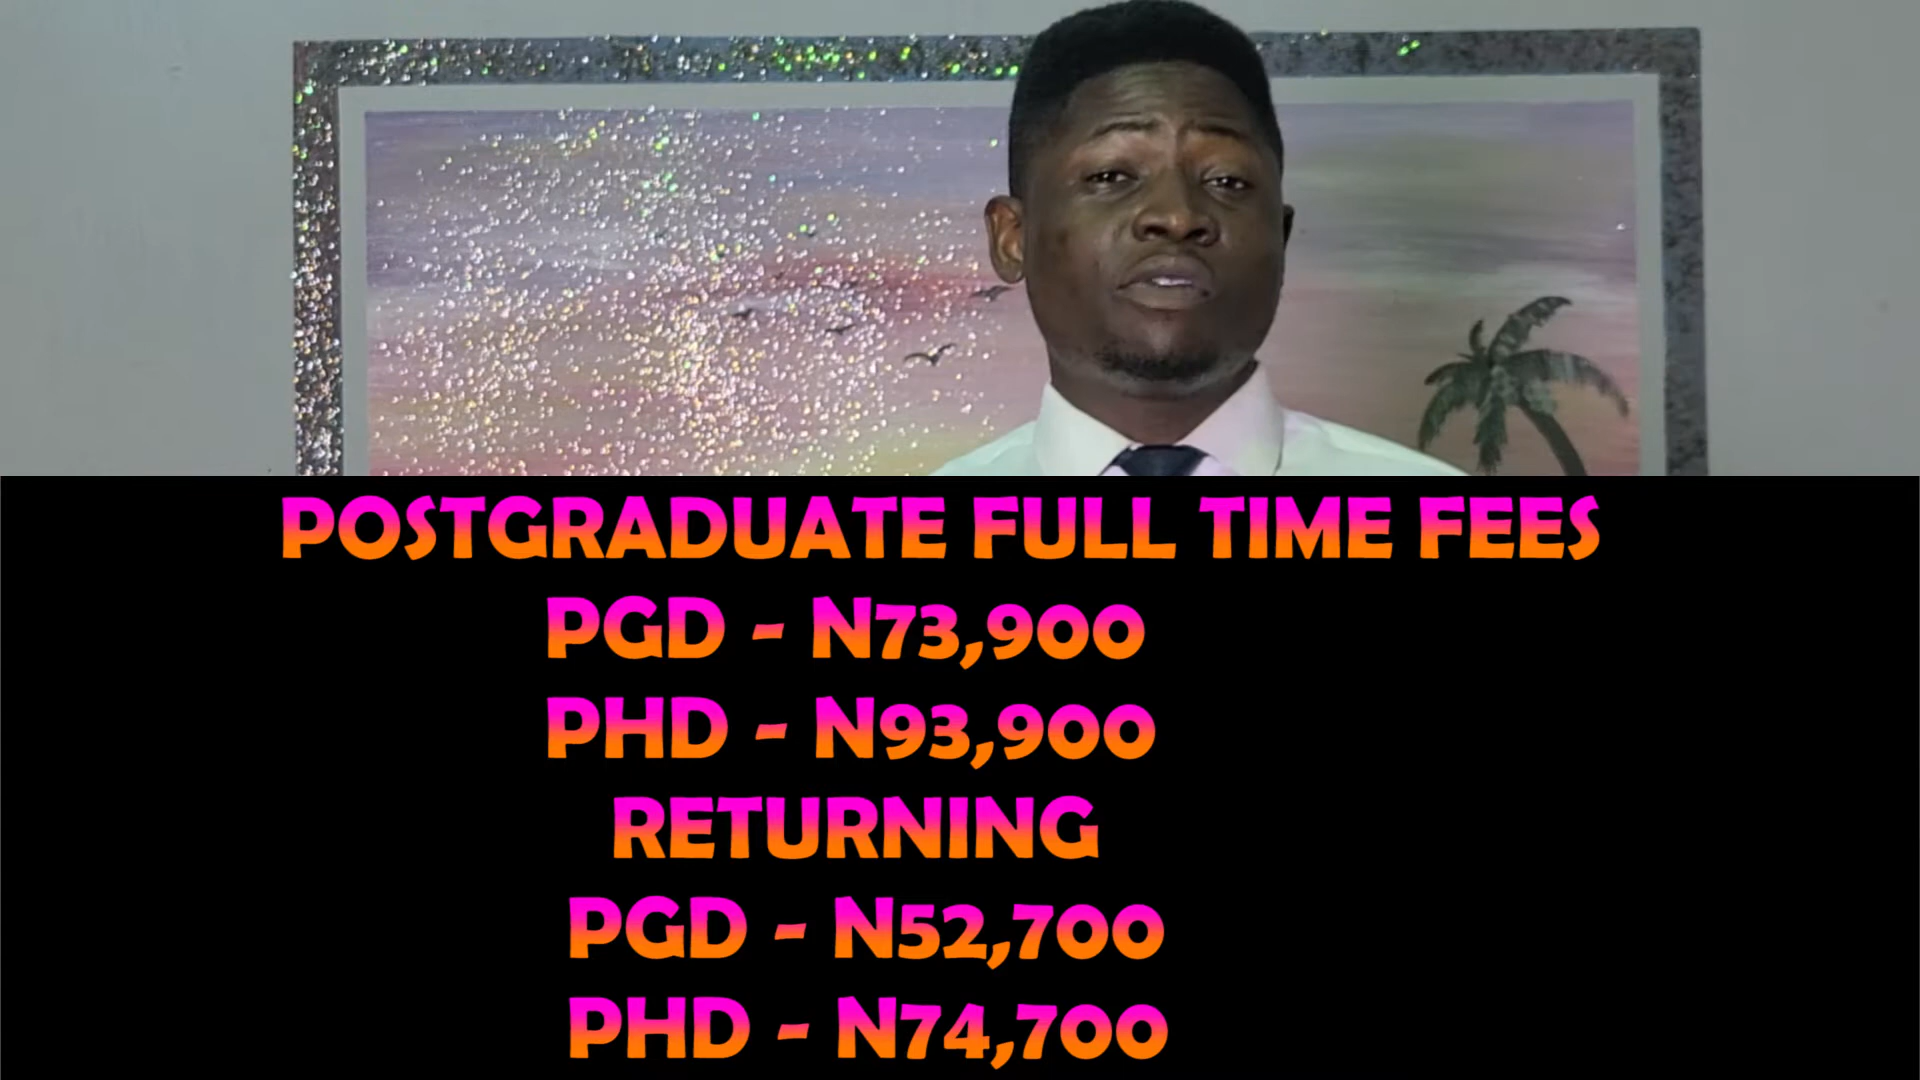 POSTGRADUATE FULL TIME FEES
PGD - N73,900
PHD - N93,900
RETURNING
PGD - N52,700
PHD - N74,700